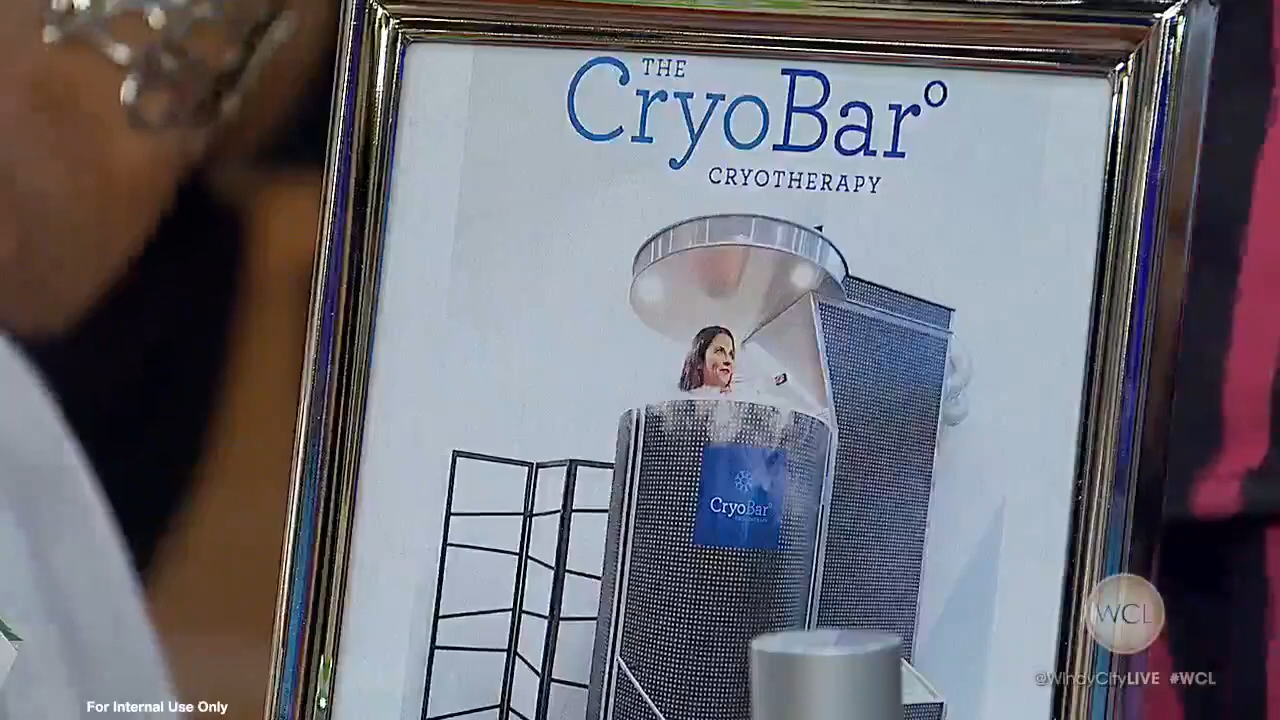 THE
CryoBar°
CRYOTHERAPY
CryoBar°
WCL
@WindyCityLIVE #WCL
For Internal Use Only